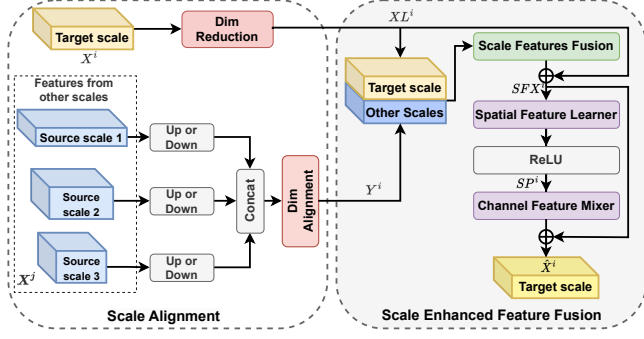 Target scale
X^i
Dim
Reduction
XL^i
Features from
other scales
Source scale 1
Up or
Down
Source
scale 2
Up or
Down
Source
scale 3
Up or
Down
X^j
Concat
Dim
Alignment
Y^i
Scale Alignment
Target scale
Other Scales
Scale Features Fusion
SFX^i
Spatial Feature Learner
ReLU
SP^i
Channel Feature Mixer
X̂^i
Target scale
Scale Enhanced Feature Fusion